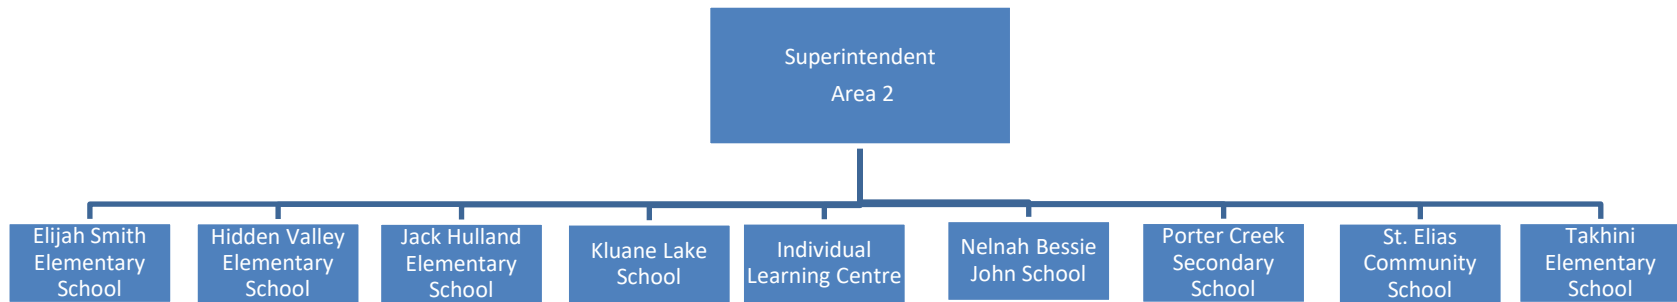 Superintendent
Area 2
Elijah Smith
Elementary
School
Hidden Valley
Elementary
School
Jack Hulland
Elementary
School
Kluane Lake
School
Individual
Learning Centre
Nelnah Bessie
John School
Porter Creek
Secondary
School
St. Elias
Community
School
Takhini
Elementary
School